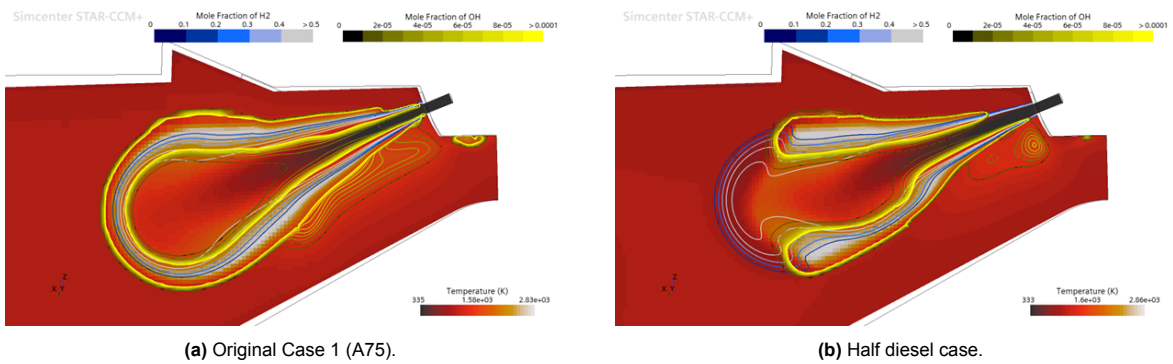 Simcenter STAR-CCM+
Mole Fraction of H2
0.1 0.2 0.3 0.4 > 0.5
Mole Fraction of OH
2e-05 4e-05 6e-05 8e-05 > 0.0001
Z
X Y
Temperature (K)
335 1.58e+03 2.83e+03
(a) Original Case 1 (A75).
Simcenter STAR-CCM+
Mole Fraction of H2
0.1 0.2 0.3 0.4 > 0.5
Mole Fraction of OH
2e-05 4e-05 6e-05 8e-05 > 0.0001
Z
X Y
Temperature (K)
333 1.6e+03 2.86e+03
(b) Half diesel case.